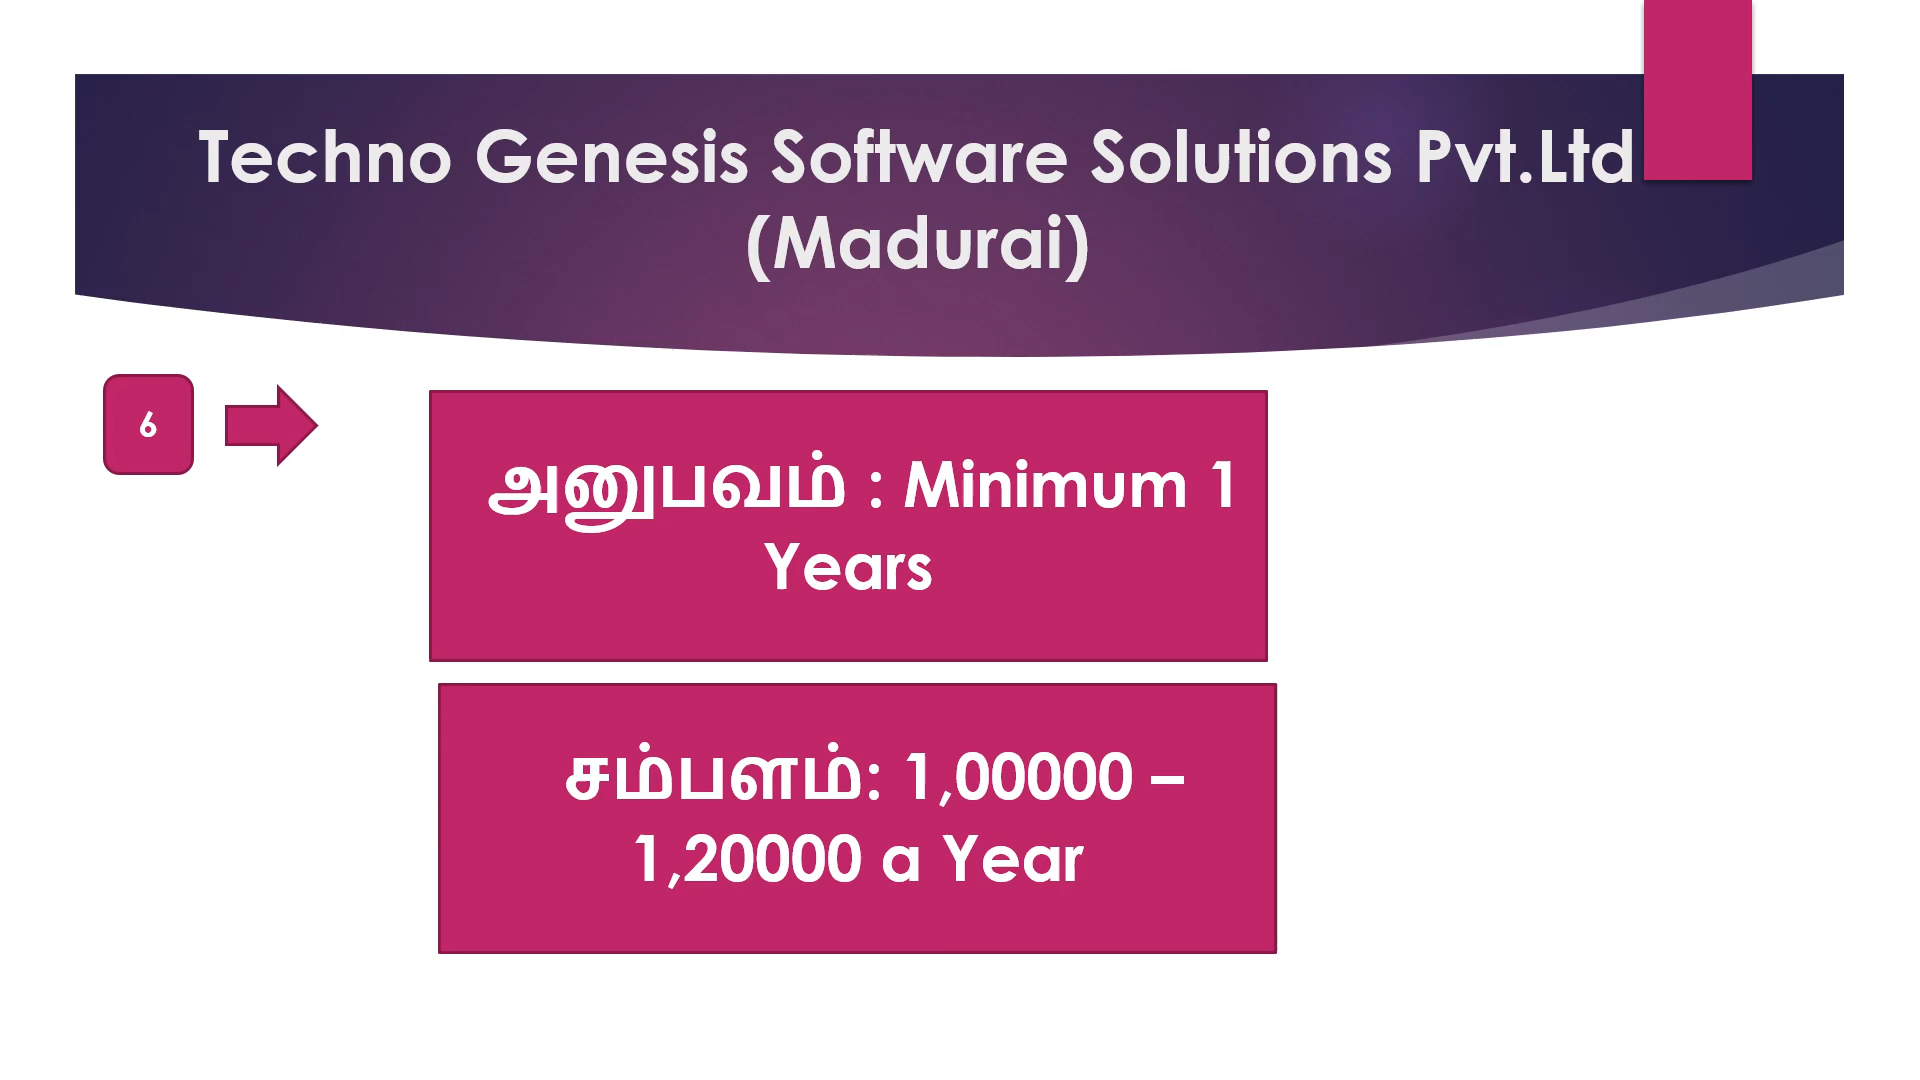 Techno Genesis Software Solutions Pvt.Ltd
(Madurai)
6
அனுபவம் : Minimum 1
Years
சம்பளம்: 1,00000 –
1,20000 a Year